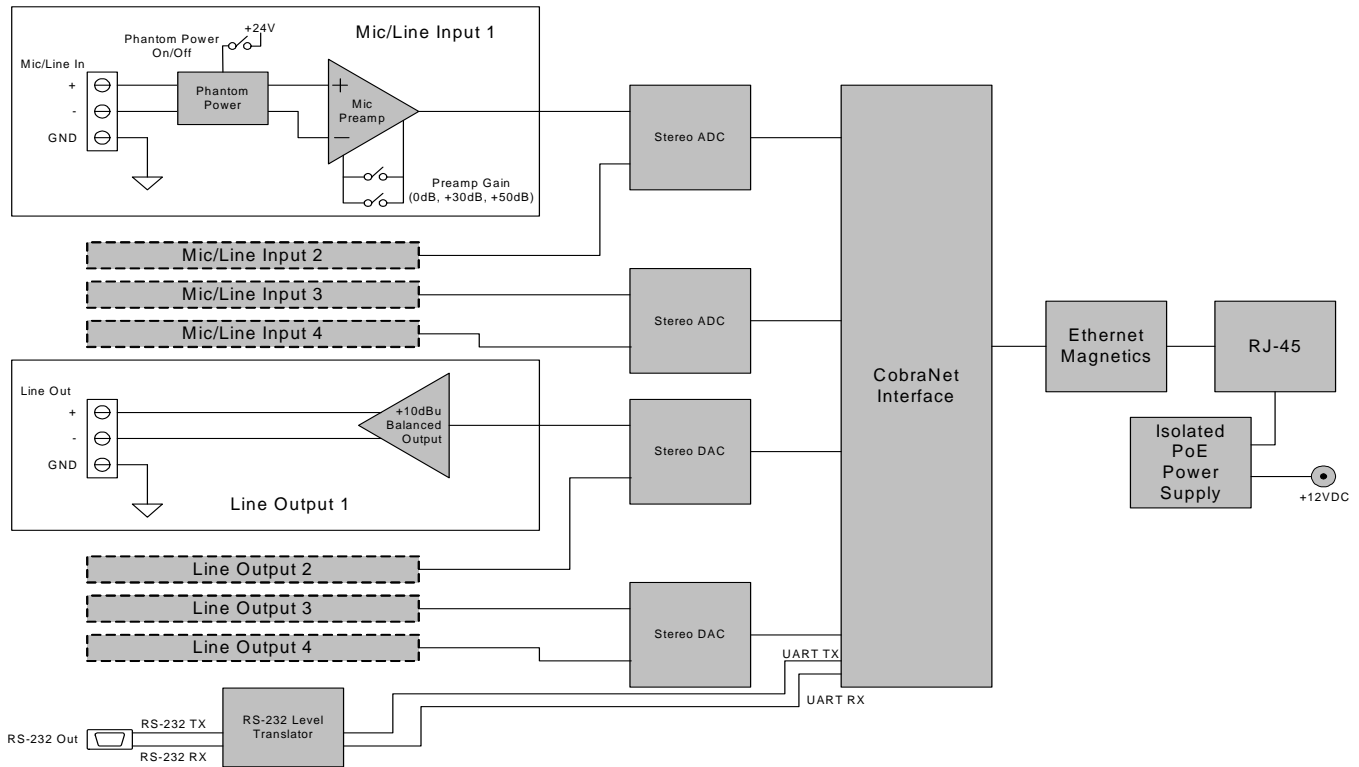 Mic/Line Input 1
+24V
Phantom Power
On/Off
Mic/Line In
+
-
GND
Phantom
Power
+
Mic
Preamp
-
Preamp Gain
(0dB, +30dB, +50dB)
Stereo ADC
Mic/Line Input 2
Mic/Line Input 3
Mic/Line Input 4
Stereo ADC
Line Out
+
-
GND
+10dBu
Balanced
Output
Line Output 1
Stereo DAC
Line Output 2
Line Output 3
Line Output 4
Stereo DAC
UART TX
UART RX
RS-232 Out
RS-232 TX
RS-232 RX
RS-232 Level
Translator
CobraNet
Interface
Ethernet
Magnetics
RJ-45
Isolated
PoE
Power
Supply
+12VDC